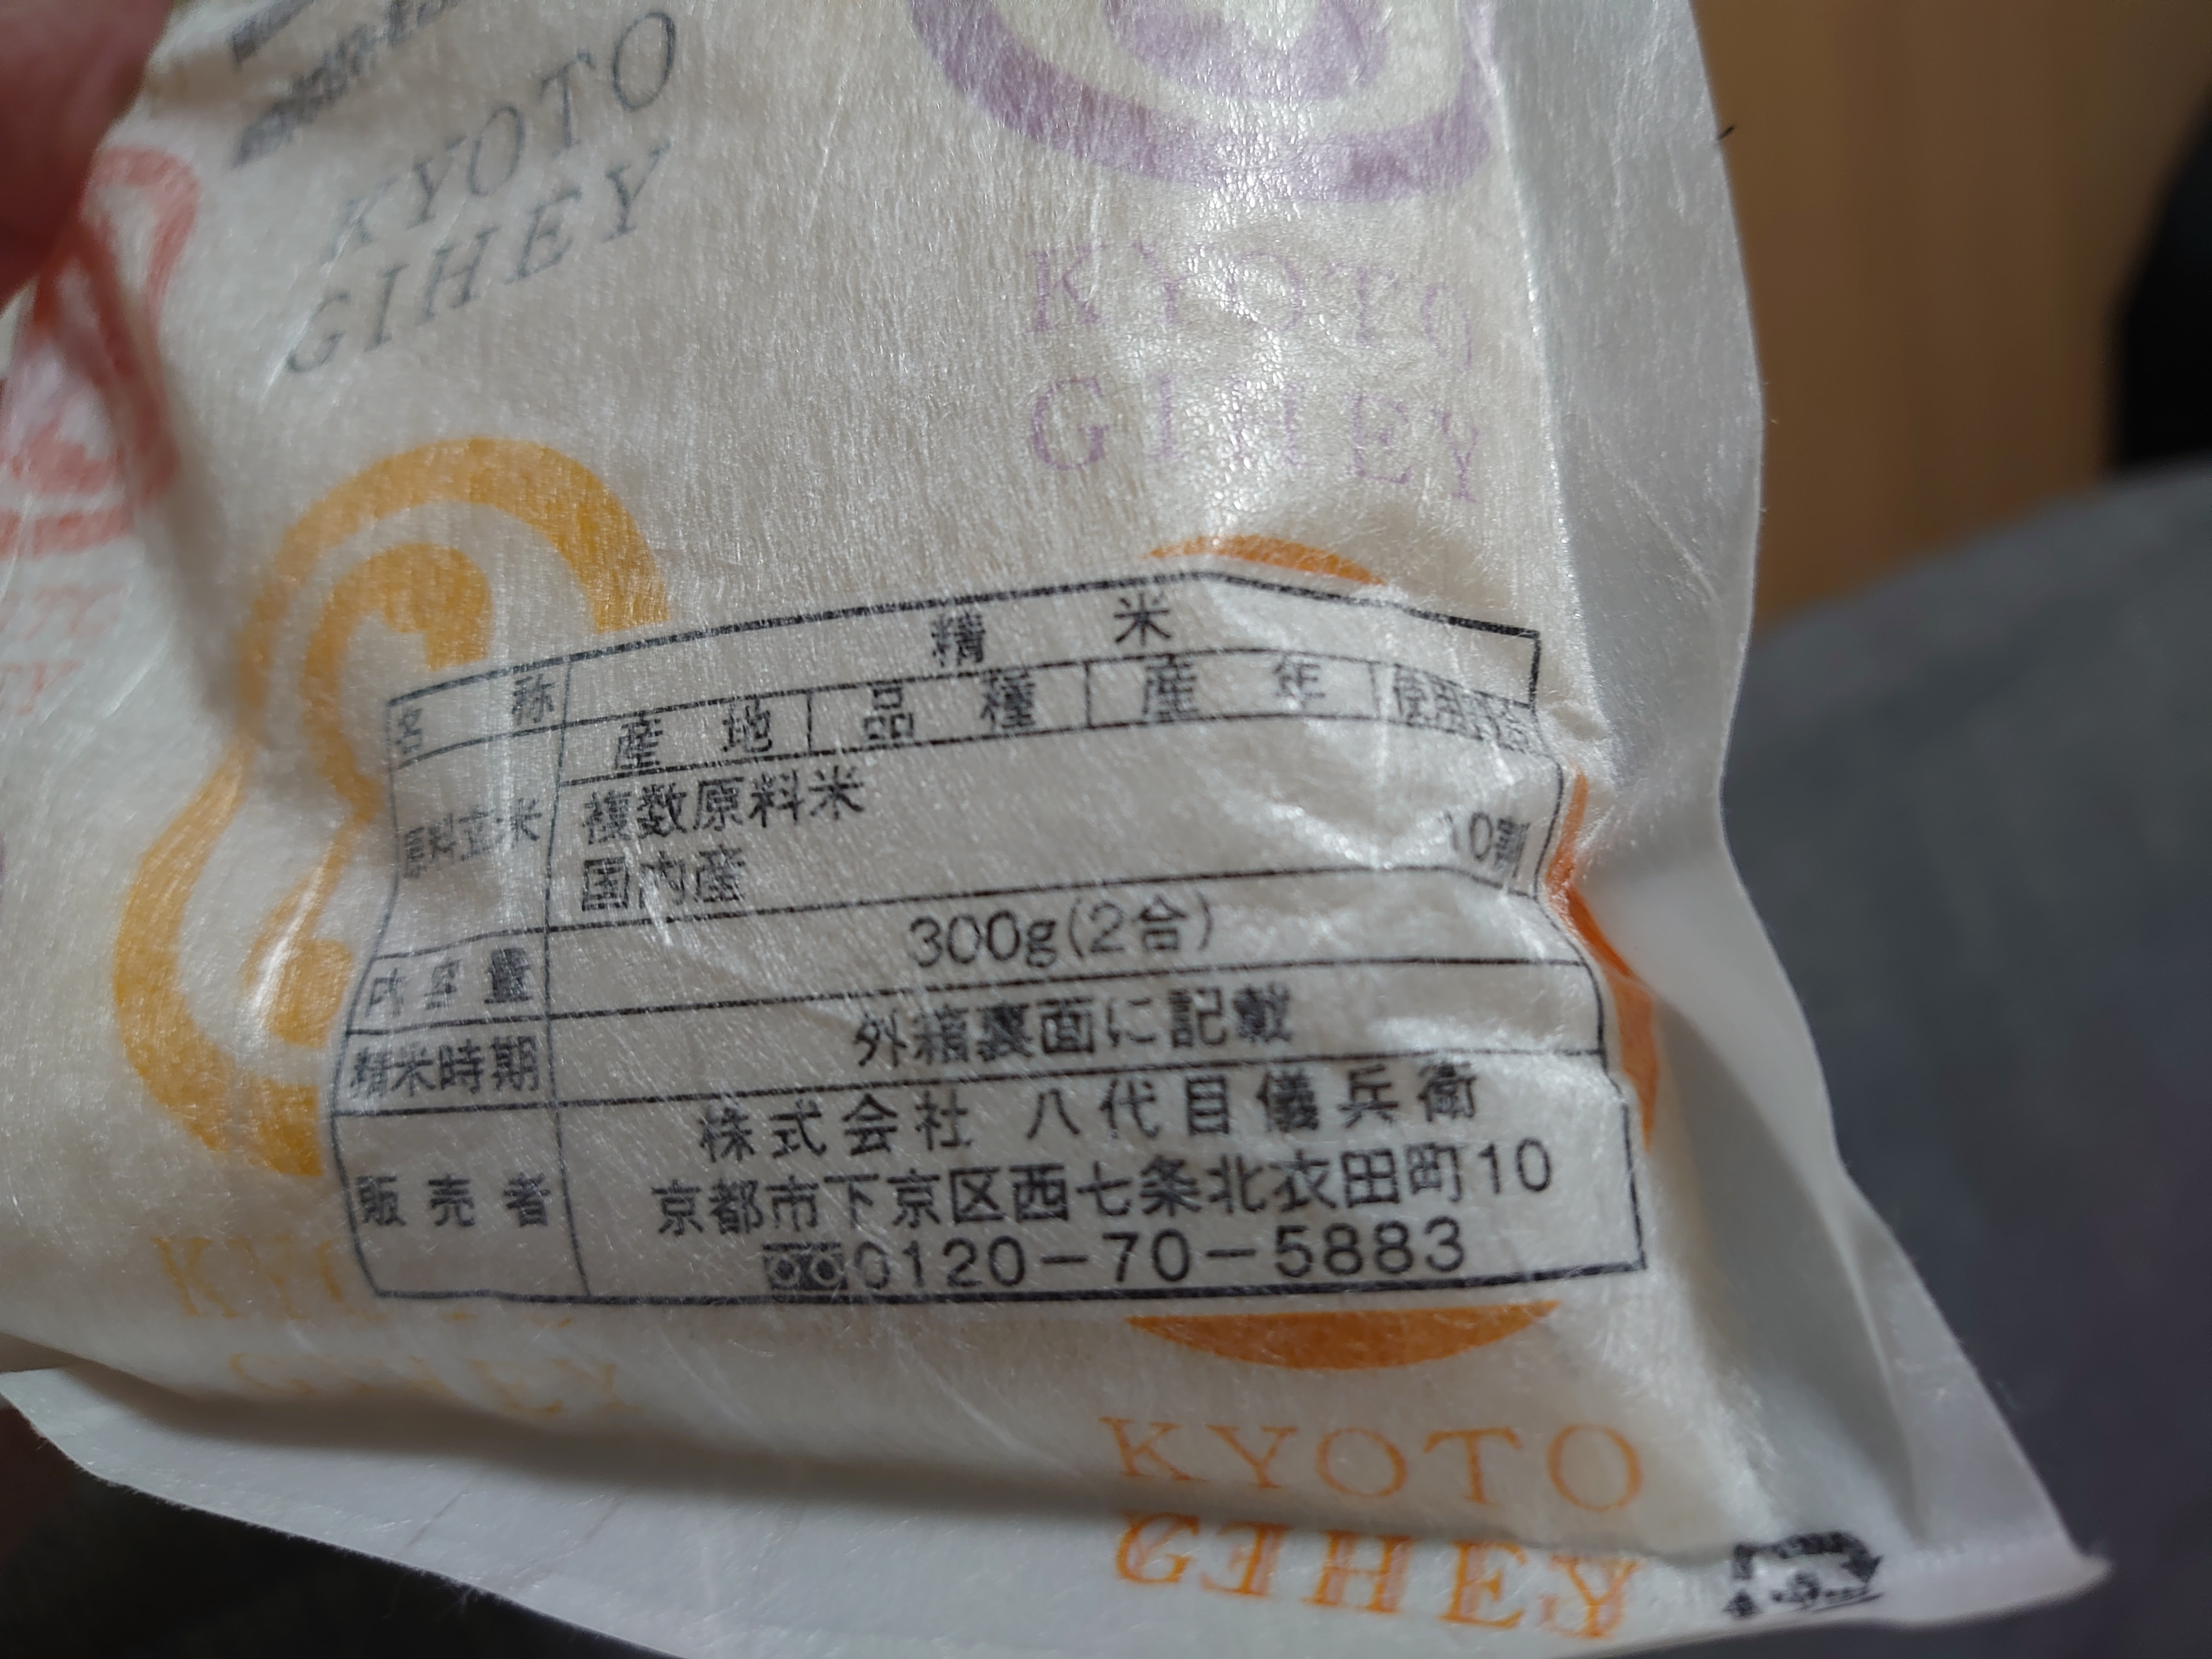 KYOTO
GIHEY
KYOTO
GIHEY
名称 精米
産地 品種 産年 使用割合
原料玄米 複数原料米
国内産 10割
内容量 300g(2合)
精米時期 外箱裏面に記載
販売者 株式会社 八代目儀兵衛
京都市下京区西七条北衣田町10
0120-70-5883
GIHEY
KYOTO
GIHEY